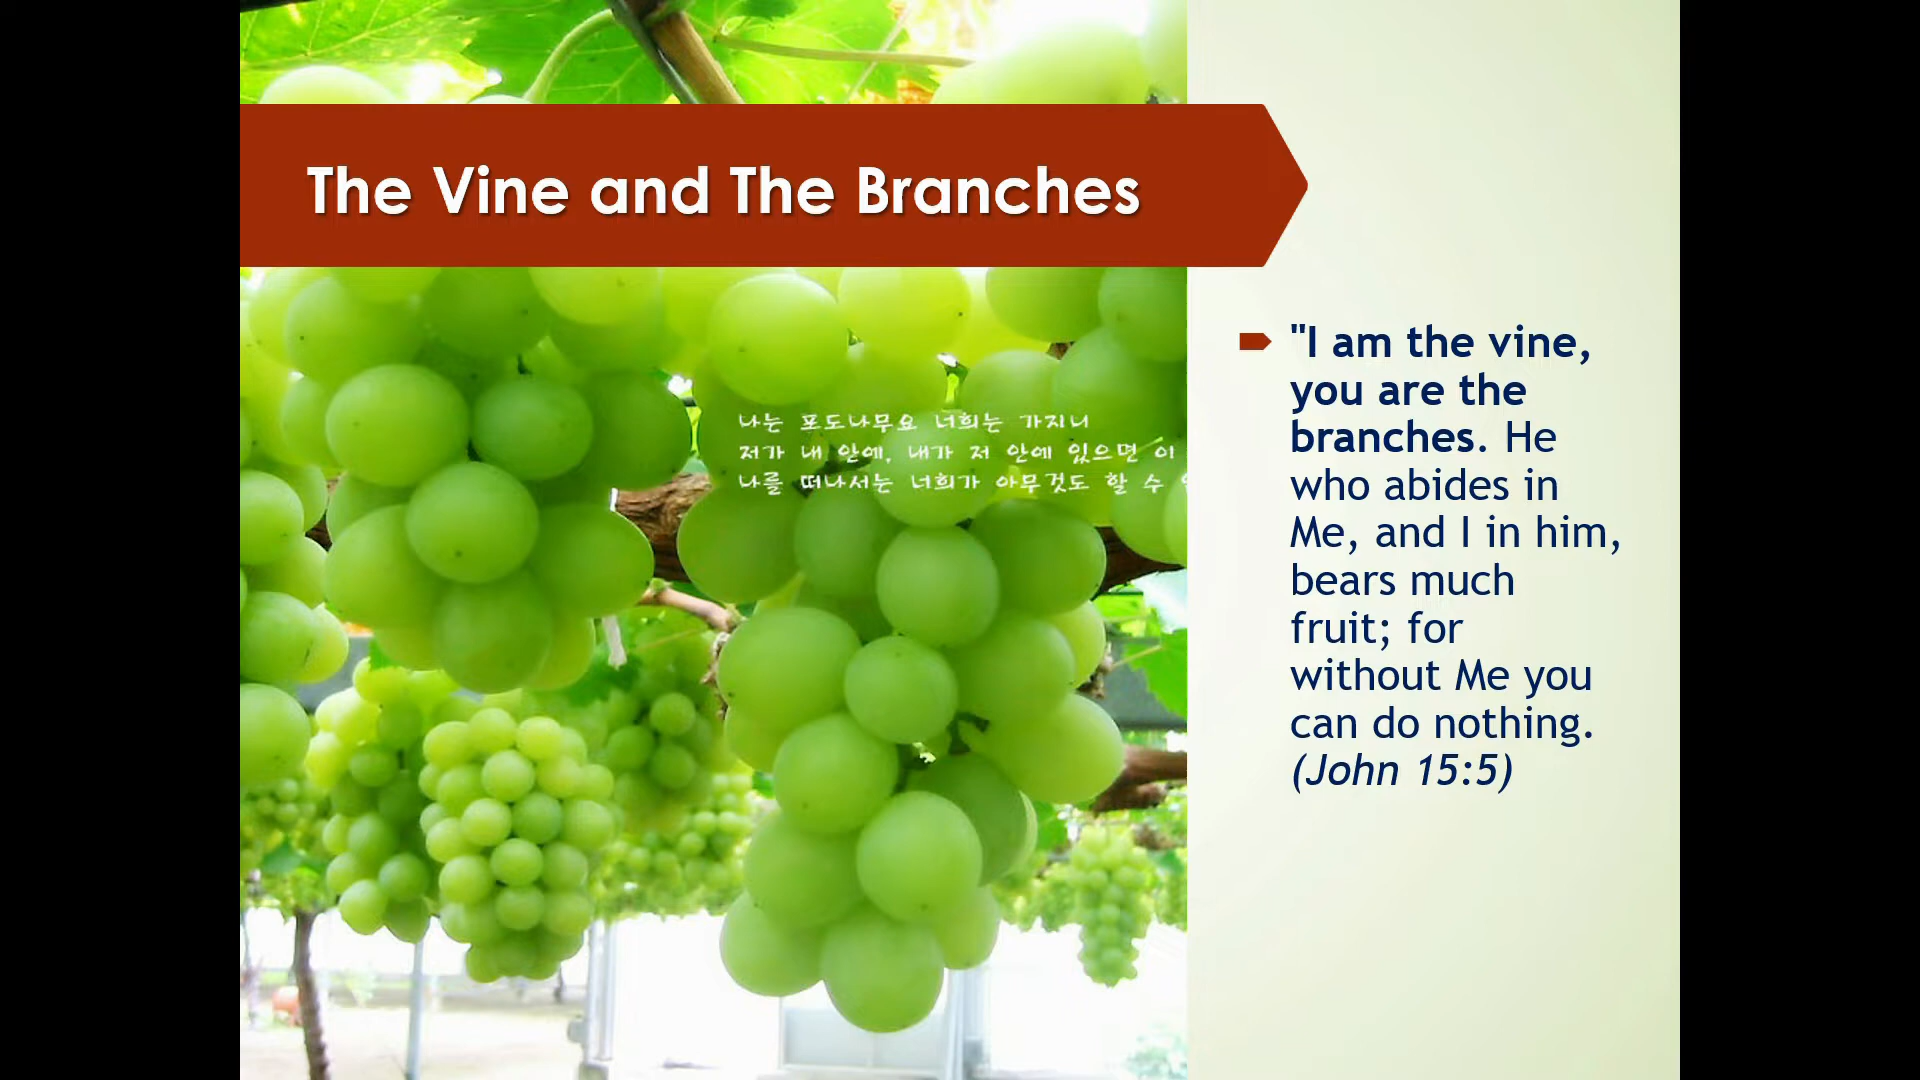 The Vine and The Branches
나는 포도나무요 너희는 가지니
저가 내 안에, 내가 저 안에 있으면 이
나를 떠나서는 너희가 아무것도 할 수
"I am the vine,
you are the
branches. He
who abides in
Me, and I in him,
bears much
fruit; for
without Me you
can do nothing.
(John 15:5)